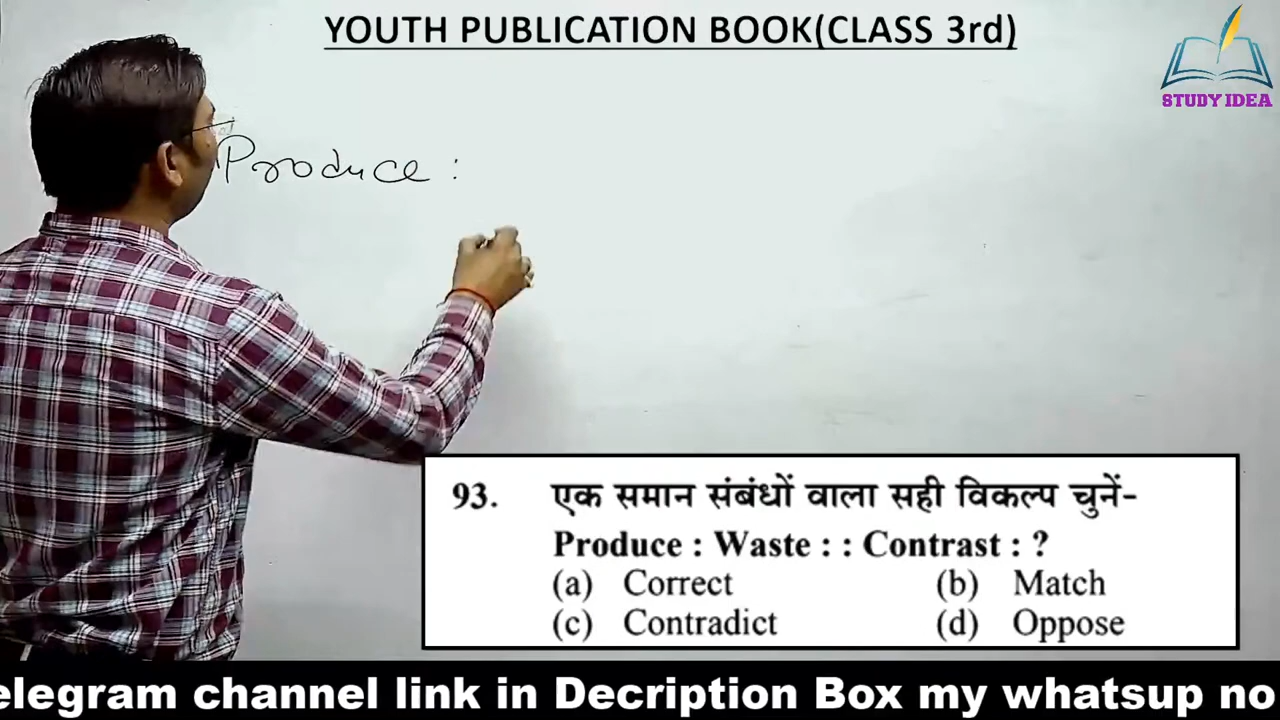 YOUTH PUBLICATION BOOK(CLASS 3rd)
STUDY IDEA
Produce :
93. एक समान संबंधों वाला सही विकल्प चुनें-
Produce : Waste : : Contrast : ?
(a) Correct (b) Match
(c) Contradict (d) Oppose
elegram channel link in Decription Box my whatsup no